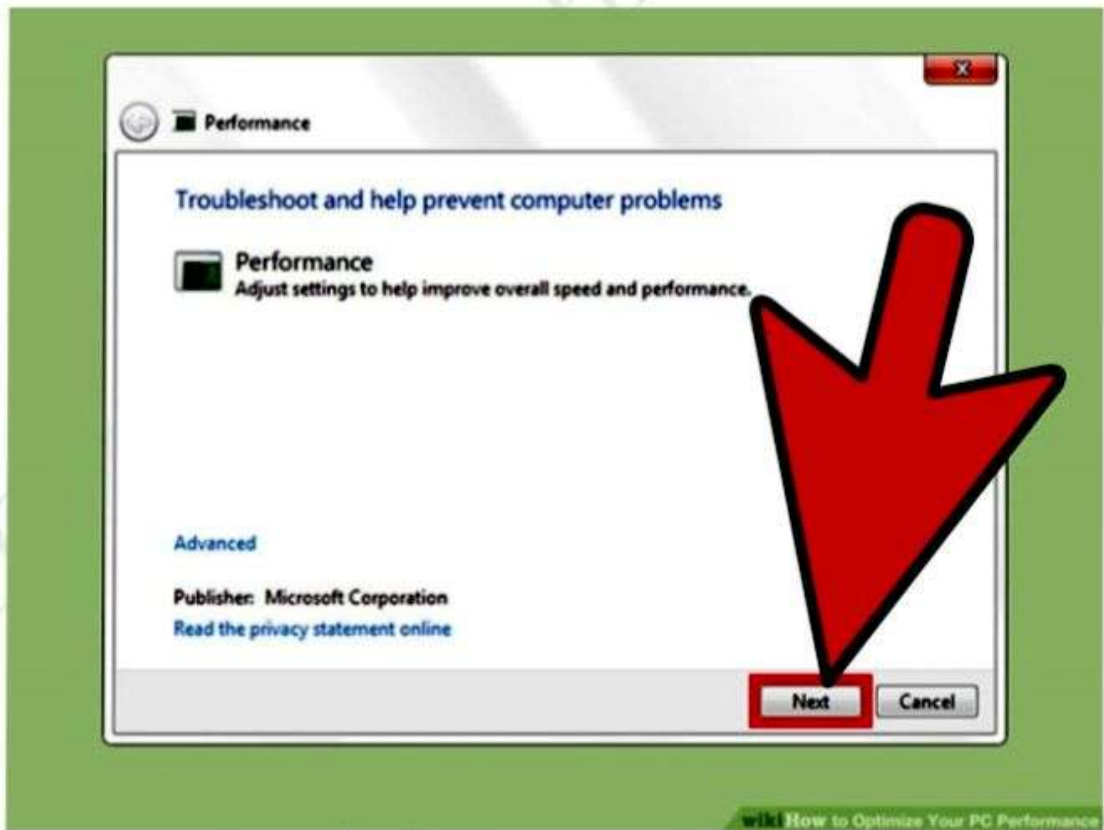 Performance
Troubleshoot and help prevent computer problems
Performance
Adjust settings to help improve overall speed and performance.
Advanced
Publisher: Microsoft Corporation
Read the privacy statement online
Next
Cancel
wikiHow to Optimize Your PC Performance